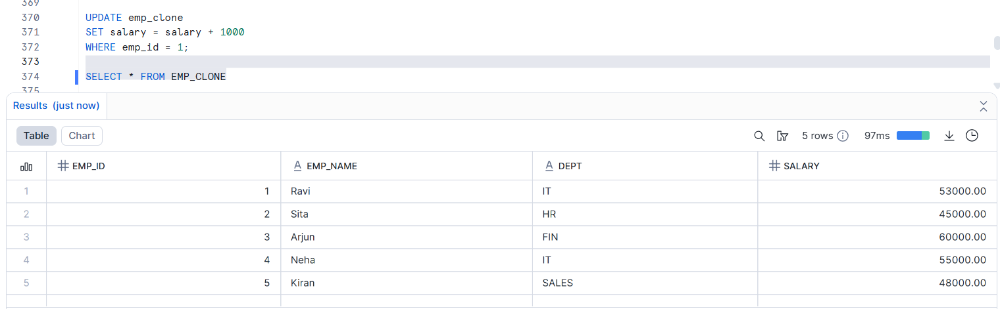 369
370 UPDATE emp_clone
371 SET salary = salary + 1000
372 WHERE emp_id = 1;
373
374 SELECT * FROM EMP_CLONE
375
Results (just now)
Table Chart 5 rows 97ms
EMP_ID EMP_NAME DEPT SALARY
1 1 Ravi IT 53000.00
2 2 Sita HR 45000.00
3 3 Arjun FIN 60000.00
4 4 Neha IT 55000.00
5 5 Kiran SALES 48000.00